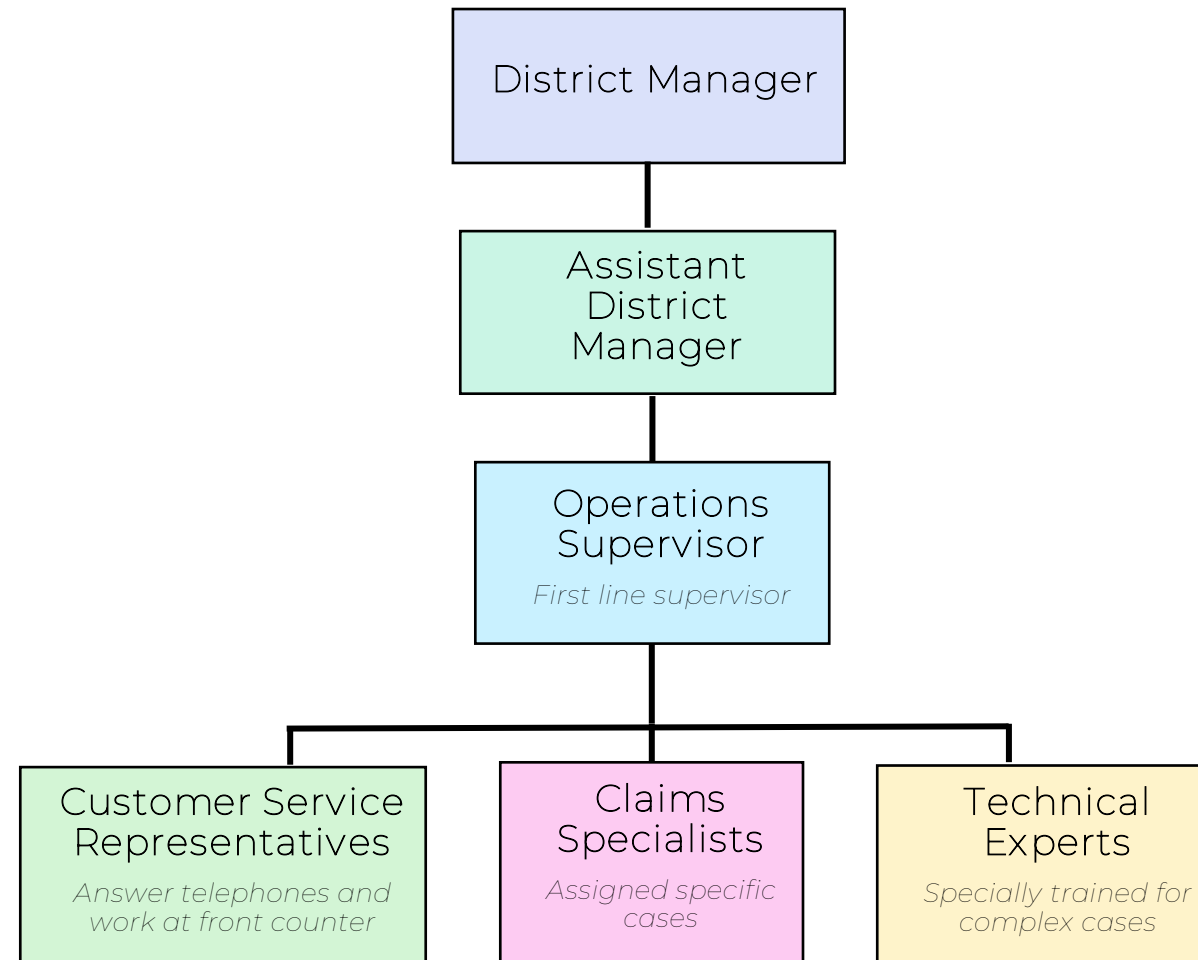 District Manager
Assistant
District
Manager
Operations
Supervisor
First line supervisor
Customer Service
Representatives
Answer telephones and
work at front counter
Claims
Specialists
Assigned specific
cases
Technical
Experts
Specially trained for
complex cases